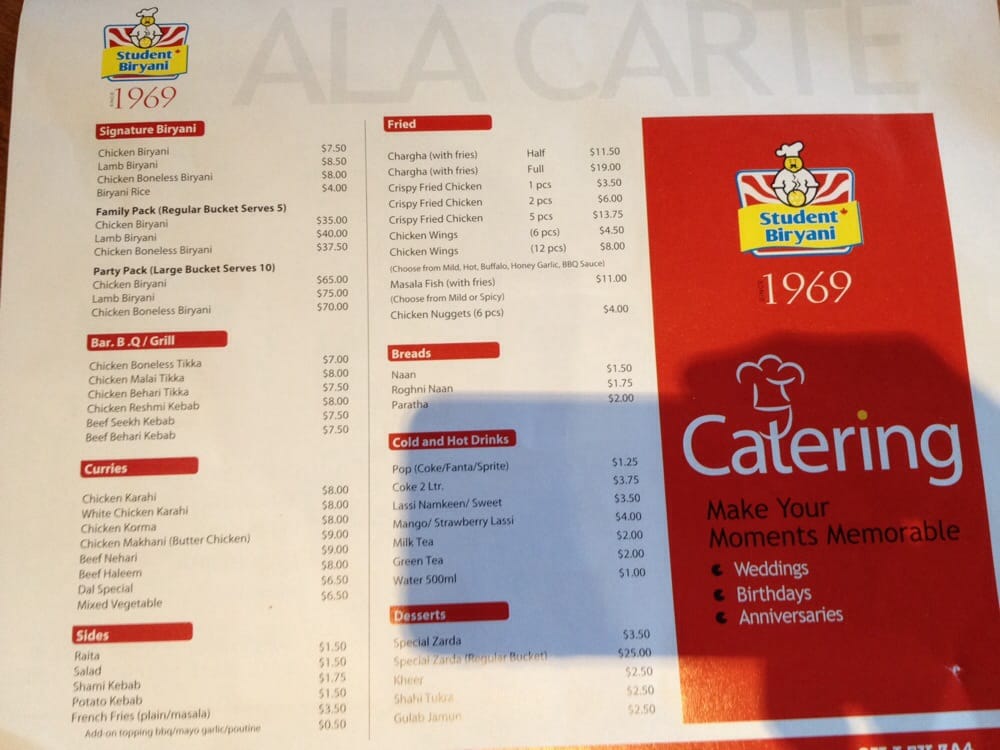 ALA CARTE
Student Biryani
SINCE 1969
Signature Biryani
Chicken Biryani $7.50
Lamb Biryani $8.50
Chicken Boneless Biryani $8.00
Biryani Rice $4.00
Family Pack (Regular Bucket Serves 5)
Chicken Biryani $35.00
Lamb Biryani $40.00
Chicken Boneless Biryani $37.50
Party Pack (Large Bucket Serves 10)
Chicken Biryani $65.00
Lamb Biryani $75.00
Chicken Boneless Biryani $70.00
Bar. B .Q / Grill
Chicken Boneless Tikka $7.00
Chicken Malai Tikka $8.00
Chicken Behari Tikka $7.50
Chicken Reshmi Kebab $8.00
Beef Seekh Kebab $7.50
Beef Behari Kebab $7.50
Curries
Chicken Karahi $8.00
White Chicken Karahi $8.00
Chicken Korma $8.00
Chicken Makhani (Butter Chicken) $9.00
Beef Nehari $9.00
Beef Haleem $8.00
Dal Special $6.50
Mixed Vegetable $6.50
Sides
Raita $1.50
Salad $1.50
Shami Kebab $1.75
Potato Kebab $1.50
French Fries (plain/masala) $3.50
Add-on topping bbq/mayo garlic/poutine $0.50
Fried
Chargha (with fries) Half $11.50
Chargha (with fries) Full $19.00
Crispy Fried Chicken 1 pcs $3.50
Crispy Fried Chicken 2 pcs $6.00
Crispy Fried Chicken 5 pcs $13.75
Chicken Wings (6 pcs) $4.50
Chicken Wings (12 pcs) $8.00
(Choose from Mild, Hot, Buffalo, Honey Garlic, BBQ Sauce)
Masala Fish (with fries) $11.00
(Choose from Mild or Spicy)
Chicken Nuggets (6 pcs) $4.00
Breads
Naan $1.50
Roghni Naan $1.75
Paratha $2.00
Cold and Hot Drinks
Pop (Coke/Fanta/Sprite) $1.25
Coke 2 Ltr. $3.75
Lassi Namkeen/ Sweet $3.50
Mango/ Strawberry Lassi $4.00
Milk Tea $2.00
Green Tea $2.00
Water 500ml $1.00
Desserts
Special Zarda $3.50
Special Zarda (Regular Bucket) $25.00
Kheer $2.50
Shahi Tukra $2.50
Gulab Jamun $2.50
Student
Biryani
SINCE 1969
Catering
Make Your
Moments Memorable
Weddings
Birthdays
Anniversaries